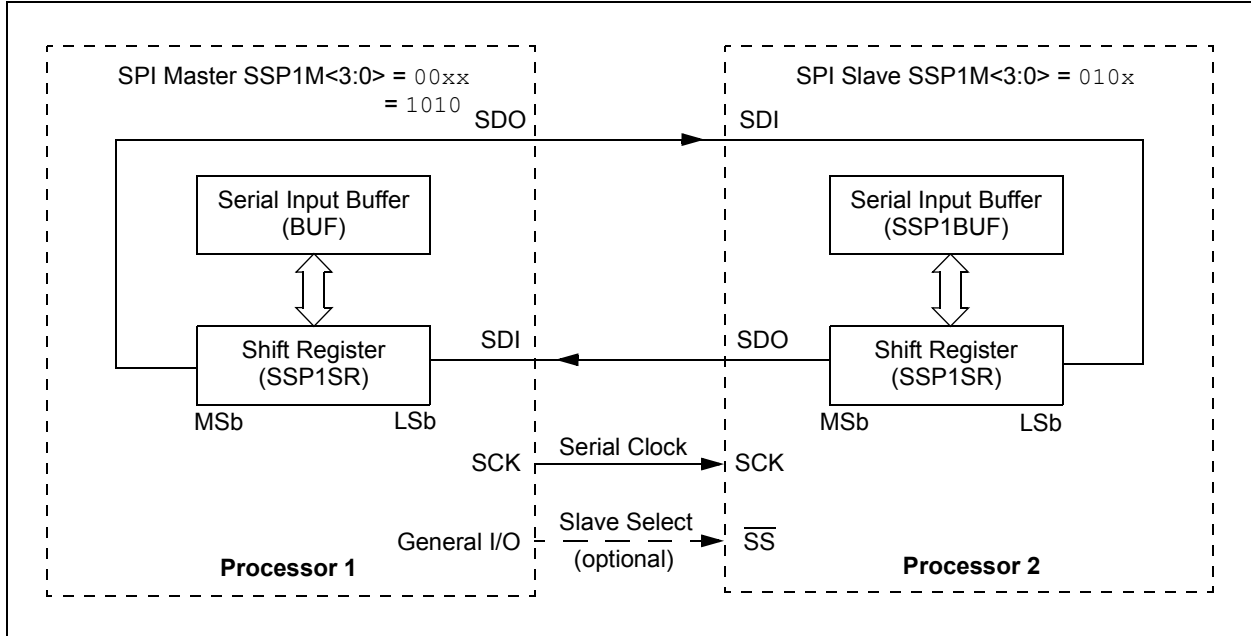 SPI Master SSP1M<3:0> = 00xx
= 1010
SDO
Serial Input Buffer
(BUF)
Shift Register
(SSP1SR)
MSb
LSb
SDI
SCK
General I/O
Processor 1
Serial Clock
Slave Select
(optional)
SPI Slave SSP1M<3:0> = 010x
SDI
Serial Input Buffer
(SSP1BUF)
SDO
Shift Register
(SSP1SR)
MSb
LSb
SCK
S̅S̅
Processor 2